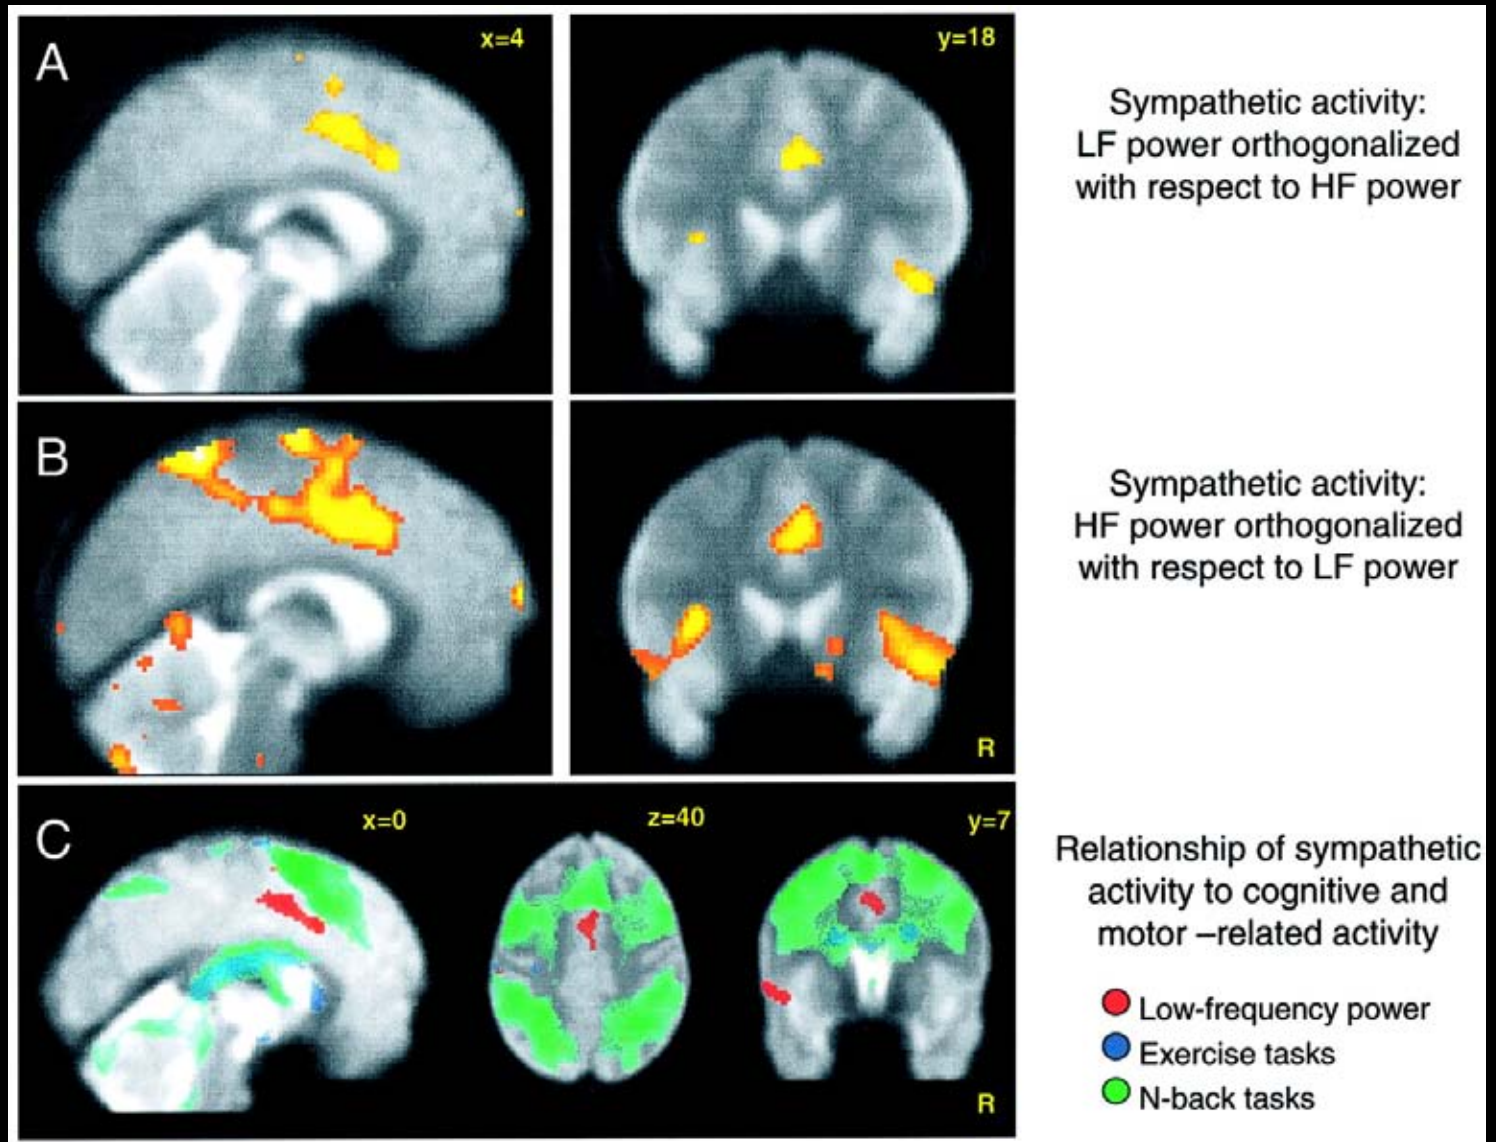 A
x=4
y=18
Sympathetic activity:
LF power orthogonalized
with respect to HF power
B
R
Sympathetic activity:
HF power orthogonalized
with respect to LF power
C
x=0
z=40
y=7
R
Relationship of sympathetic
activity to cognitive and
motor –related activity
Low-frequency power
Exercise tasks
N-back tasks